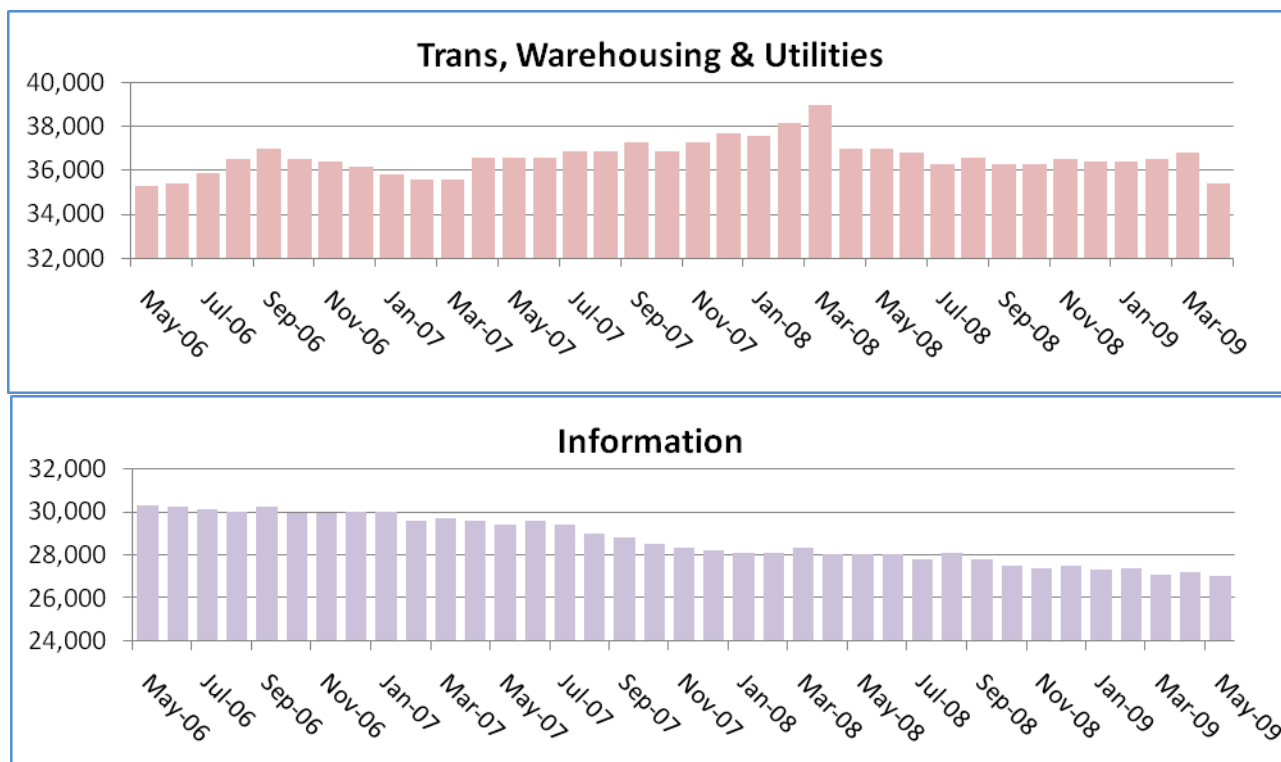 Trans, Warehousing & Utilities
40,000
38,000
36,000
34,000
32,000
May-06 Jul-06 Sep-06 Nov-06 Jan-07 Mar-07 May-07 Jul-07 Sep-07 Nov-07 Jan-08 Mar-08 May-08 Jul-08 Sep-08 Nov-08 Jan-09 Mar-09
Information
32,000
30,000
28,000
26,000
24,000
May-06 Jul-06 Sep-06 Nov-06 Jan-07 Mar-07 May-07 Jul-07 Sep-07 Nov-07 Jan-08 Mar-08 May-08 Jul-08 Sep-08 Nov-08 Jan-09 Mar-09 May-09